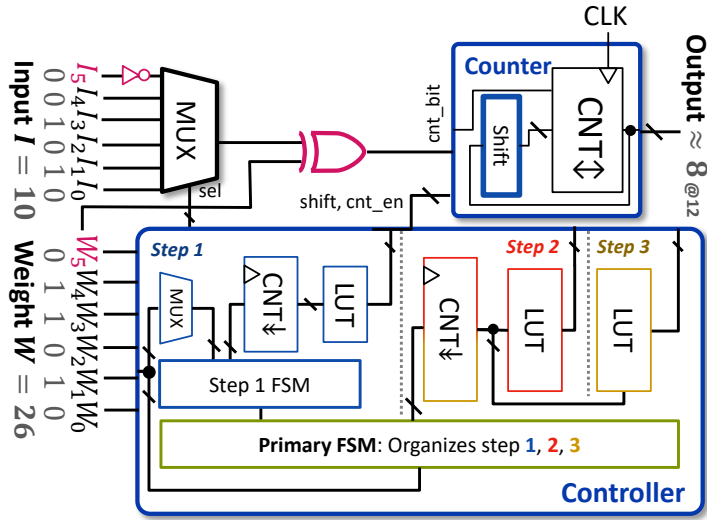 CLK
Output ≈ 8@12
Counter
CNT↔
Shift
cnt_bit
MUX
sel
shift, cnt_en
I5 I4 I3 I2 I1 I0
0 0 1 0 1 0
Input I = 10
W5 W4 W3 W2 W1 W0
0 1 1 0 1 0
Weight W = 26
Step 1
MUX
CNT↡
LUT
Step 1 FSM
Step 2
CNT↡
LUT
Step 3
LUT
Primary FSM: Organizes step 1, 2, 3
Controller